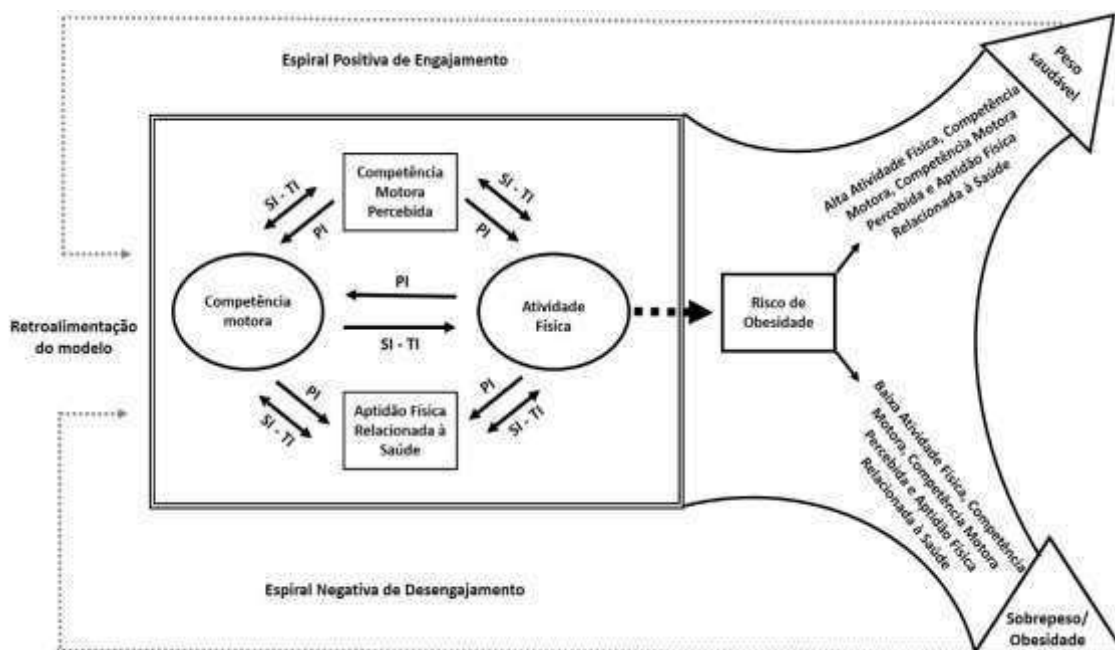 Espiral Positiva de Engajamento
Peso
saudável
Alta Atividade Física, Competência
Motora, Competência Motora
Percebida e Aptidão Física
Relacionada à Saúde
Competência
Motora
Percebida
SI - TI
PI
SI - TI
PI
Competência
motora
PI
SI - TI
Atividade
Física
Risco de
Obesidade
Retroalimentação
do modelo
PI
SI - TI
Aptidão Física
Relacionada à
Saúde
PI
SI - TI
Baixa Atividade Física, Competência
Motora, Competência Motora
Percebida e Aptidão Física
Relacionada à Saúde
Espiral Negativa de Desengajamento
Sobrepeso/
Obesidade